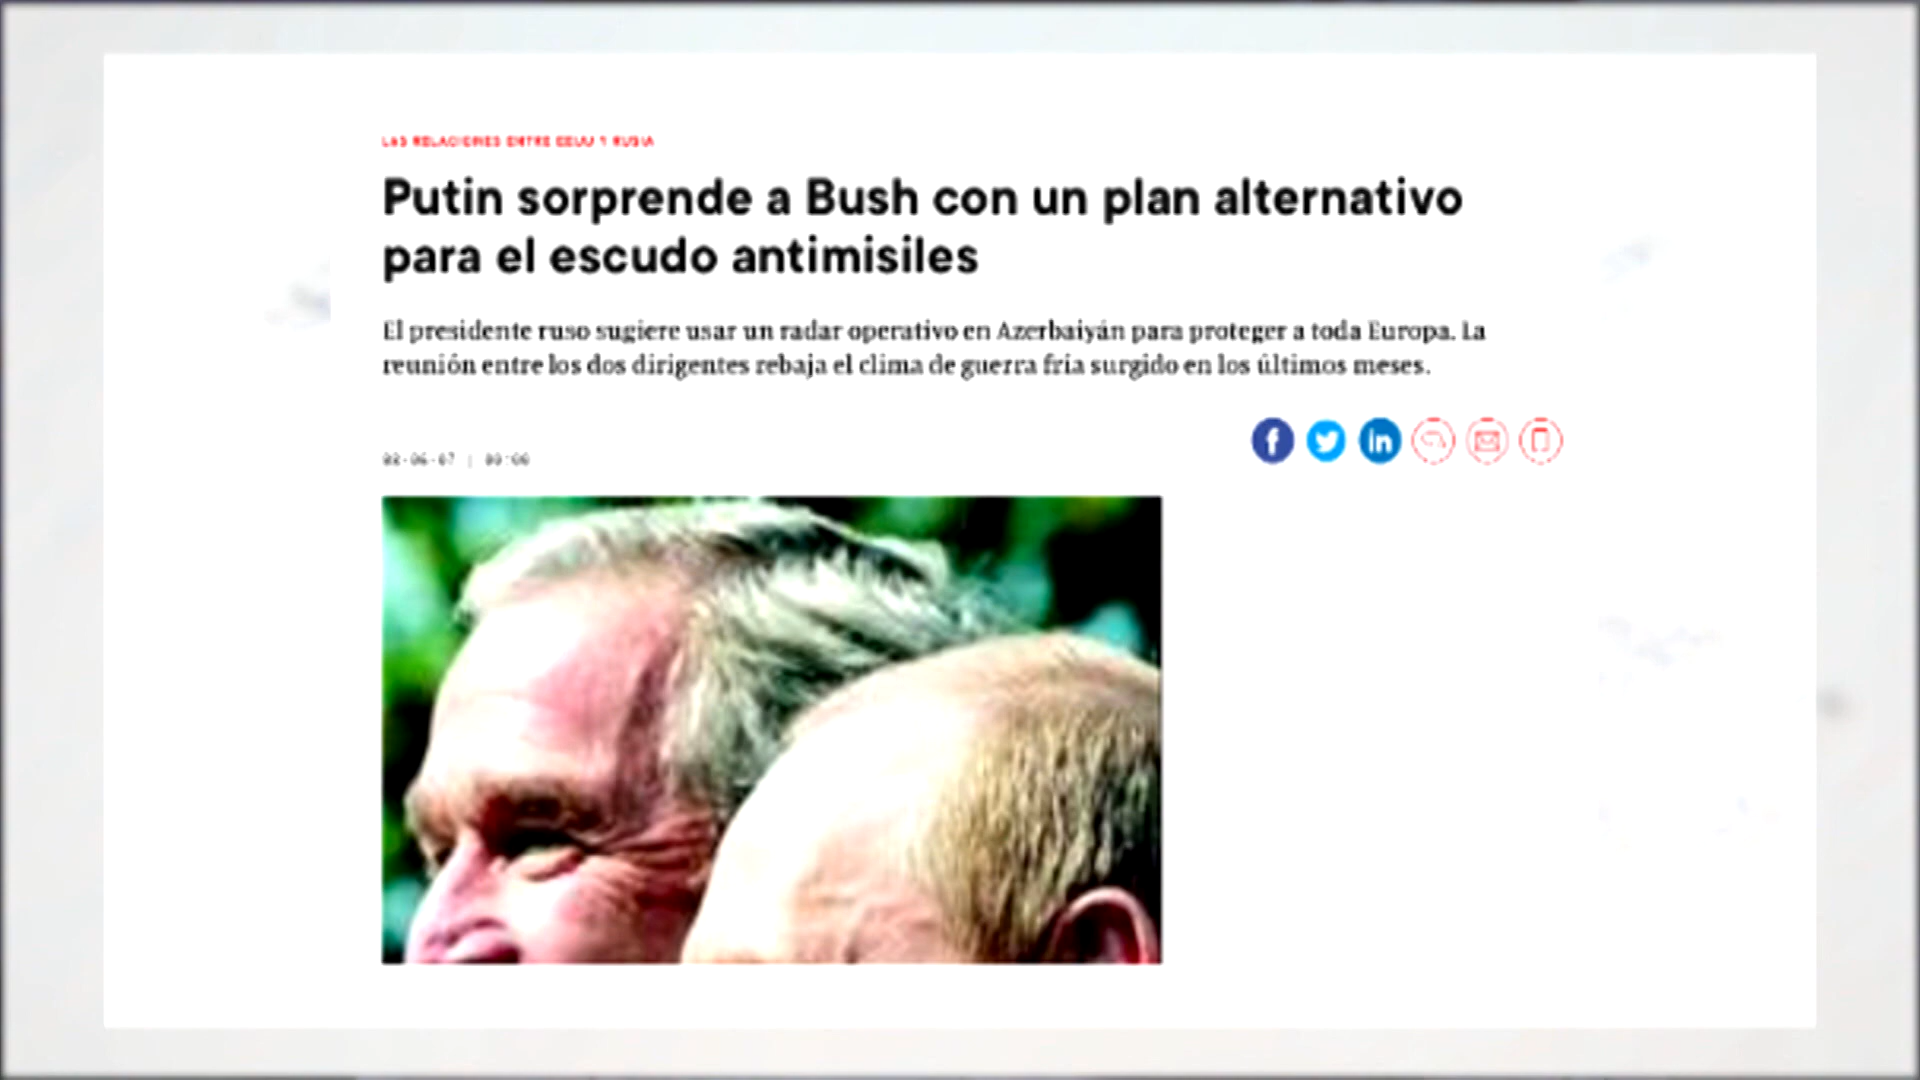 LAS RELACIONES ENTRE EEUU Y RUSIA
Putin sorprende a Bush con un plan alternativo
para el escudo antimisiles
El presidente ruso sugiere usar un radar operativo en Azerbaiyán para proteger a toda Europa. La
reunión entre los dos dirigentes rebaja el clima de guerra fría surgido en los últimos meses.